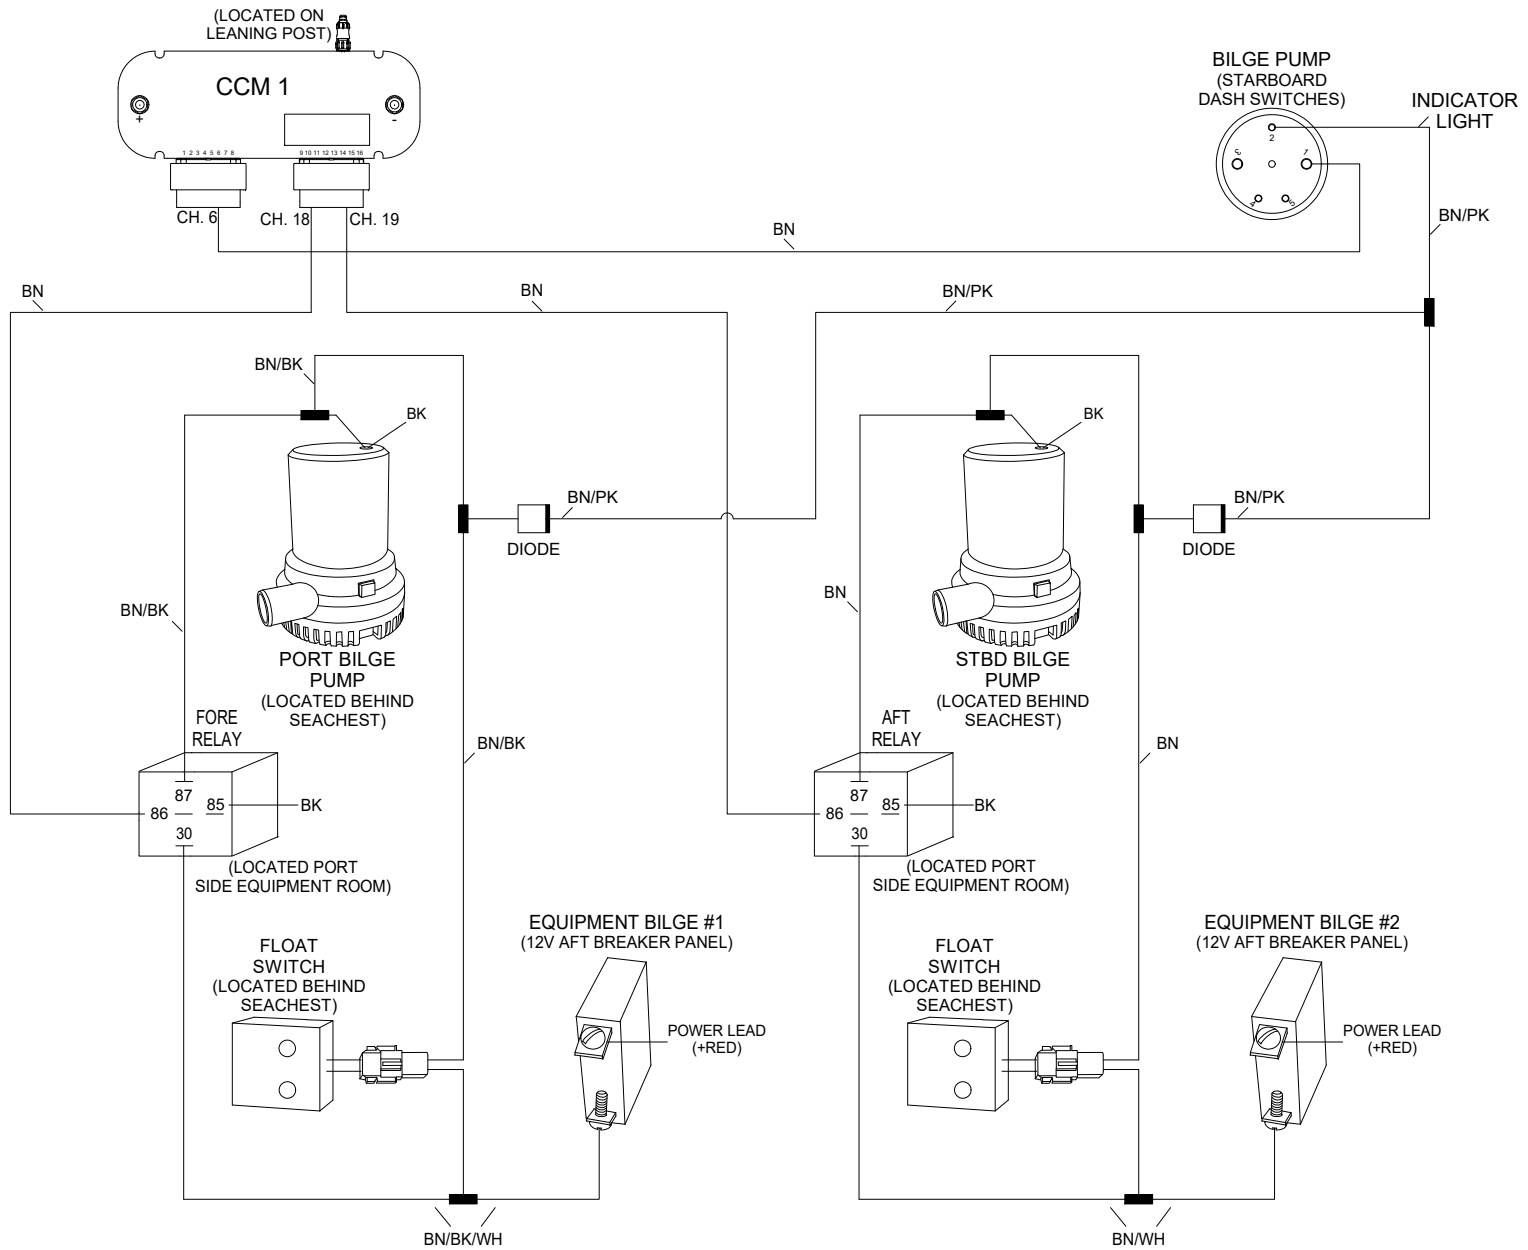 (LOCATED ON
LEANING POST)
CCM 1
+
-
1 2 3 4 5 6 7 8
9 10 11 12 13 14 15 16
CH. 6
CH. 18
CH. 19
BILGE PUMP
(STARBOARD
DASH SWITCHES)
INDICATOR
LIGHT
2
3
1
4
5
BN/PK
BN
BN
BN
BN/PK
BN/BK
BK
BK
BN/PK
DIODE
BN/PK
DIODE
BN/BK
BN
PORT BILGE
PUMP
(LOCATED BEHIND
SEACHEST)
STBD BILGE
PUMP
(LOCATED BEHIND
SEACHEST)
FORE
RELAY
BN/BK
AFT
RELAY
BN
87
86
85
BK
30
(LOCATED PORT
SIDE EQUIPMENT ROOM)
87
86
85
BK
30
(LOCATED PORT
SIDE EQUIPMENT ROOM)
FLOAT
SWITCH
(LOCATED BEHIND
SEACHEST)
EQUIPMENT BILGE #1
(12V AFT BREAKER PANEL)
POWER LEAD
(+RED)
FLOAT
SWITCH
(LOCATED BEHIND
SEACHEST)
EQUIPMENT BILGE #2
(12V AFT BREAKER PANEL)
POWER LEAD
(+RED)
BN/BK/WH
BN/WH